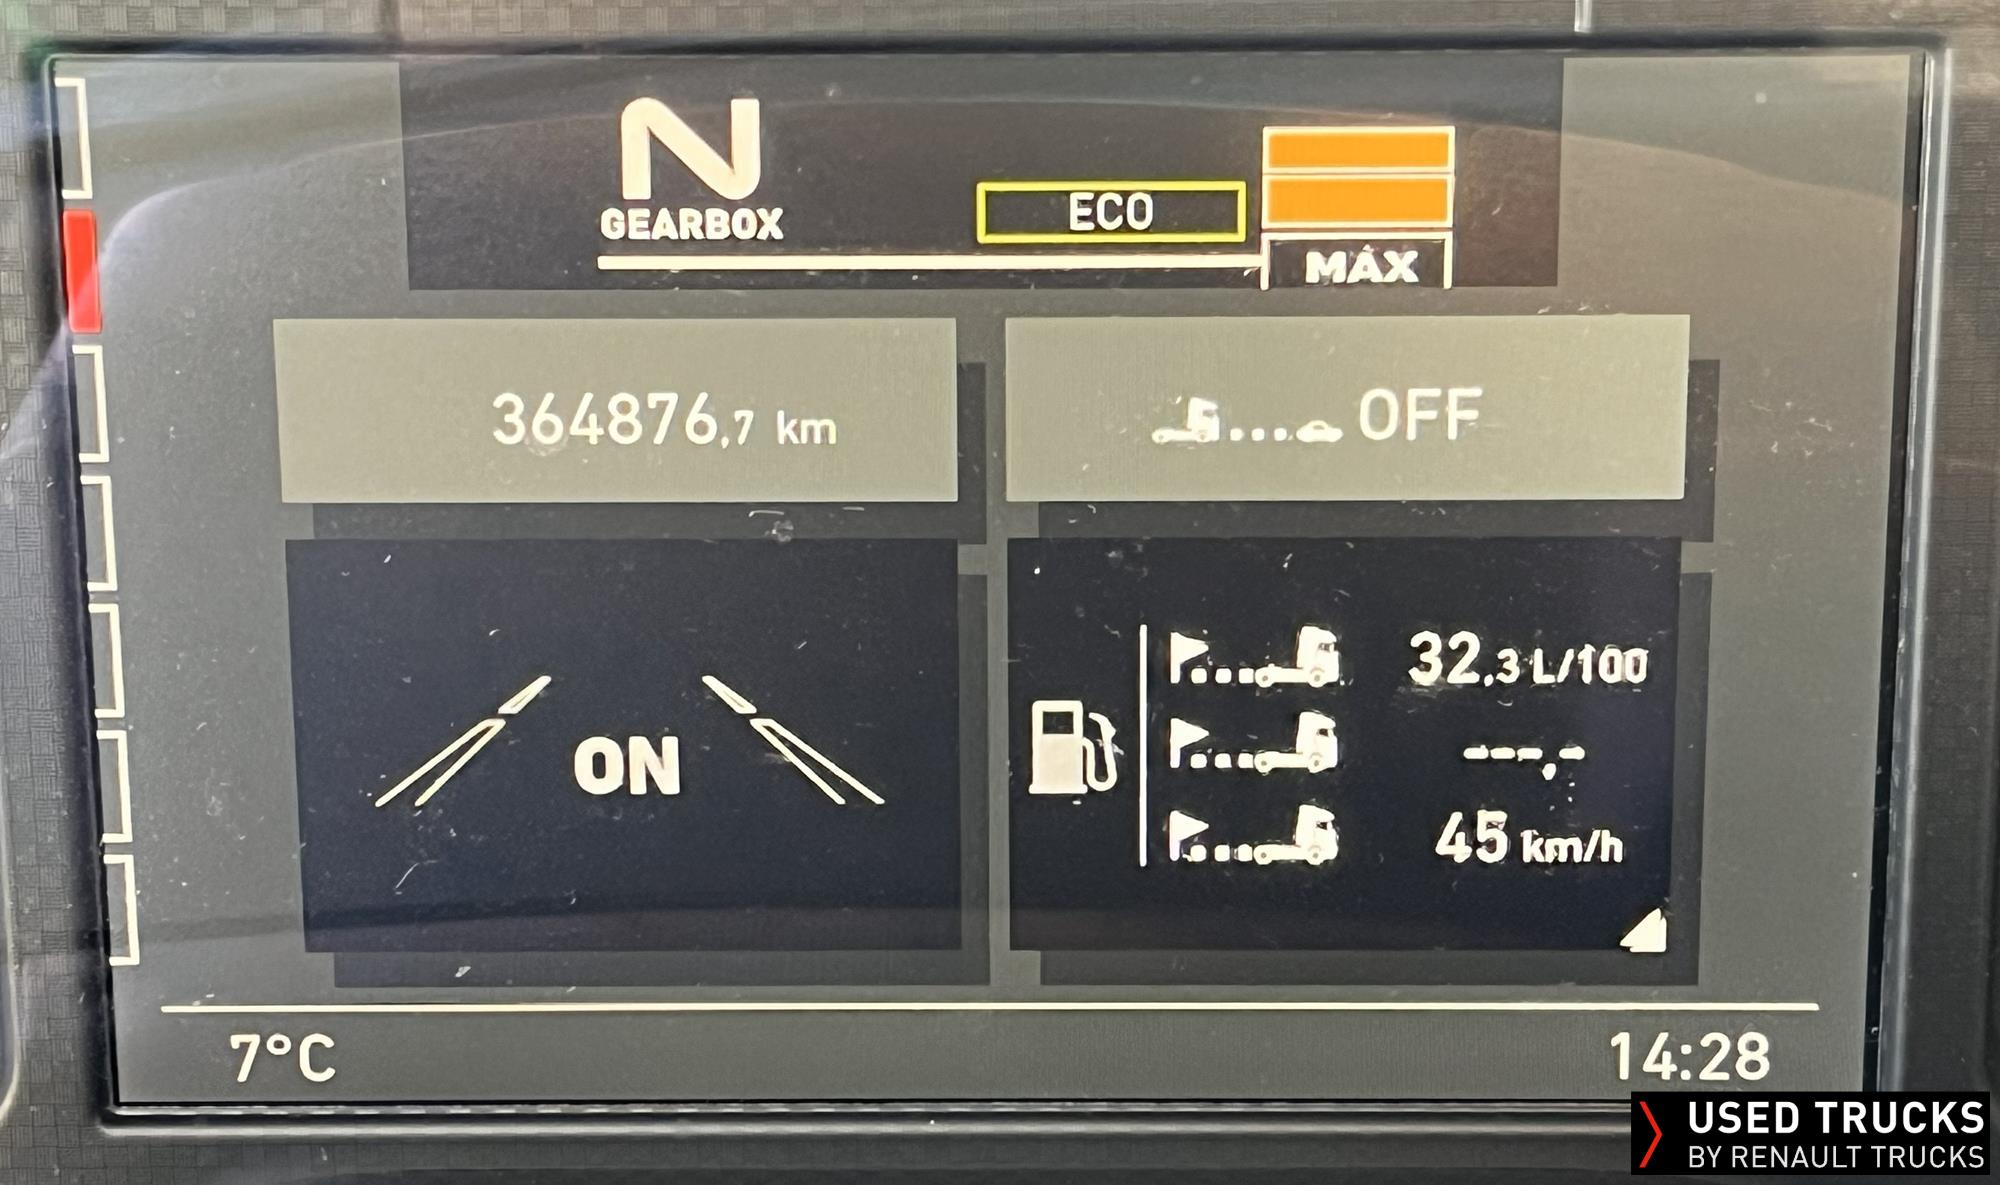 N
GEARBOX
ECO
MAX
364876,7 km
OFF
ON
32,3 L/100
---,-
45 km/h
7°C
14:28
USED TRUCKS
BY RENAULT TRUCKS